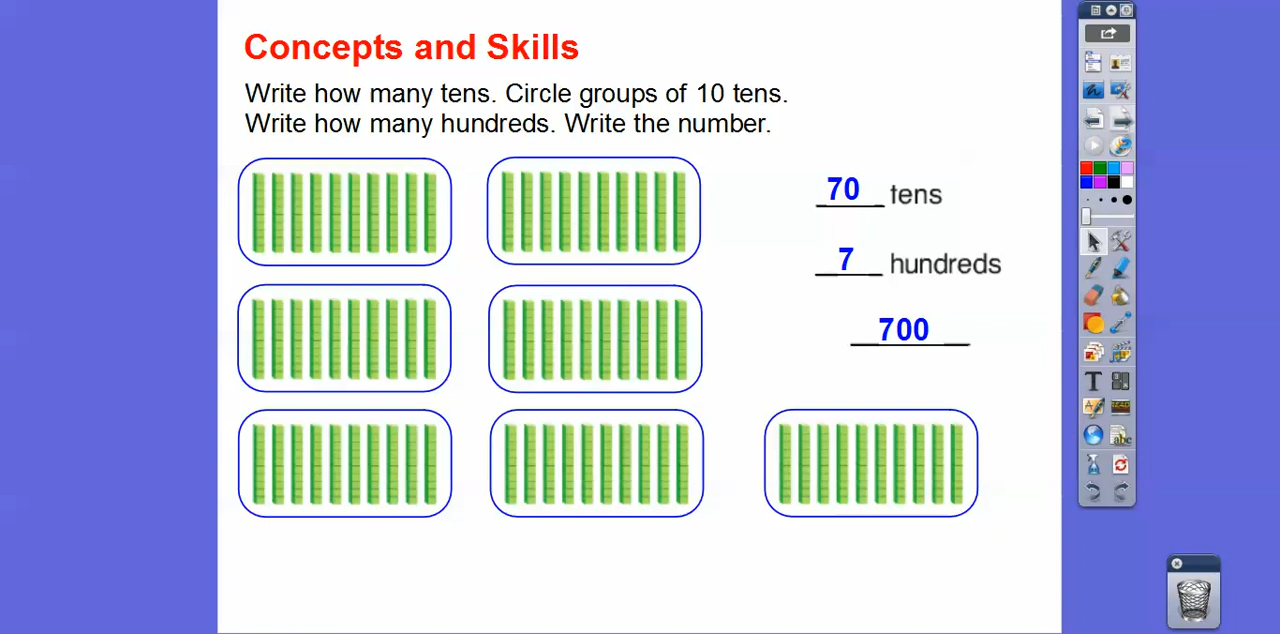 Concepts and Skills
Write how many tens. Circle groups of 10 tens.
Write how many hundreds. Write the number.
70 tens
7 hundreds
700